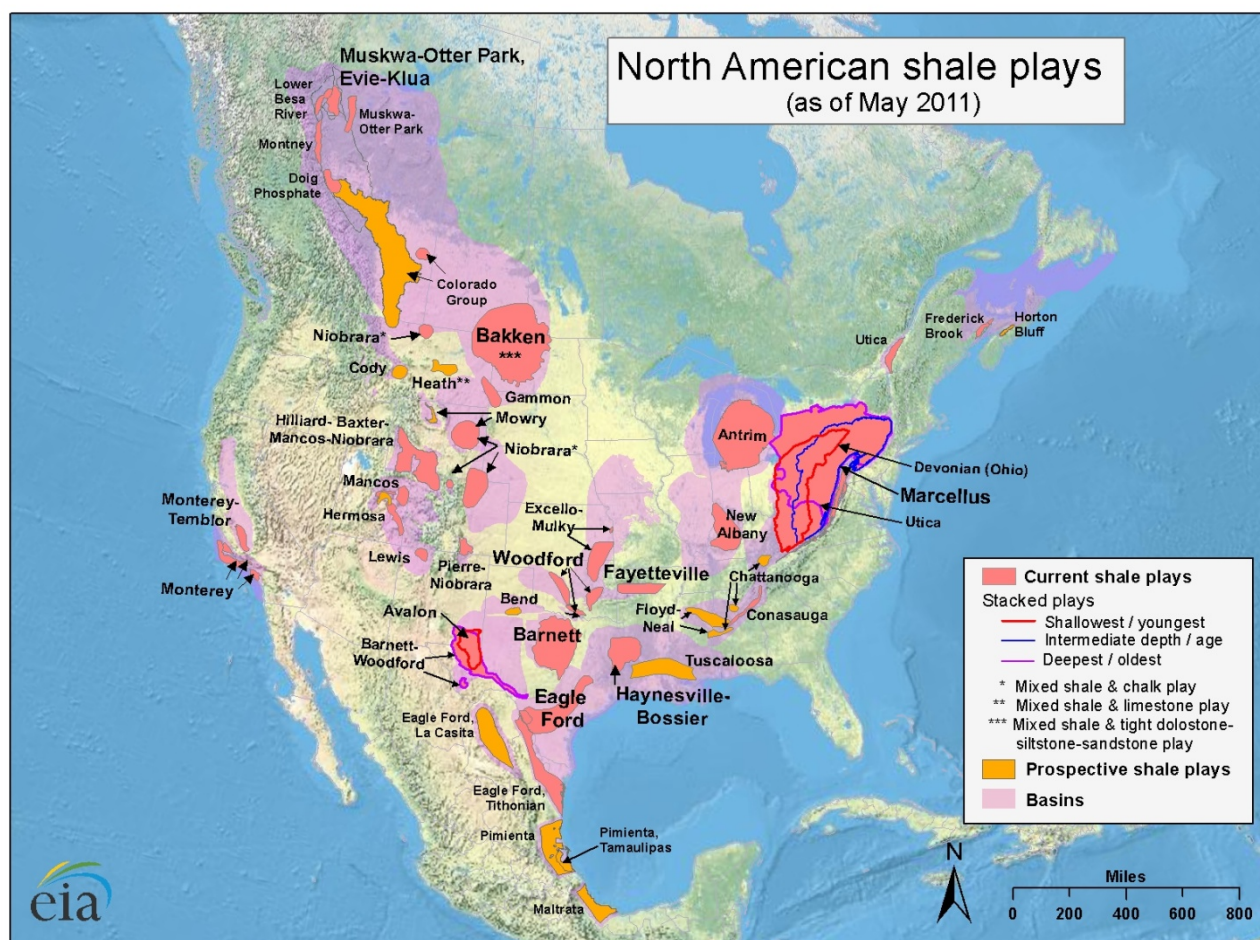 North American shale plays
(as of May 2011)
Muskwa-Otter Park,
Evie-Klua
Lower
Besa
River
Muskwa-
Otter Park
Montney
Doig
Phosphate
Colorado
Group
Niobrara*
Bakken
***
Cody
Heath**
Gammon
Mowry
Hilliard- Baxter-
Mancos-Niobrara
Niobrara*
Mancos
Hermosa
Lewis
Pierre-
Niobrara
Monterey-
Temblor
Monterey
Excello-
Mulky
Woodford
Fayetteville
Bend
Avalon
Barnett-
Woodford
Barnett
Eagle
Ford
Haynesville-
Bossier
Tuscaloosa
Floyd-
Neal
Conasauga
Chattanooga
New
Albany
Antrim
Devonian (Ohio)
Marcellus
Utica
Utica
Frederick
Brook
Horton
Bluff
Eagle Ford,
La Casita
Eagle Ford,
Tithonian
Pimienta
Pimienta,
Tamaulipas
Maltrata
Current shale plays
Stacked plays
Shallowest / youngest
Intermediate depth / age
Deepest / oldest
* Mixed shale & chalk play
** Mixed shale & limestone play
*** Mixed shale & tight dolostone-
siltstone-sandstone play
Prospective shale plays
Basins
N
Miles
0 200 400 600 800
eia